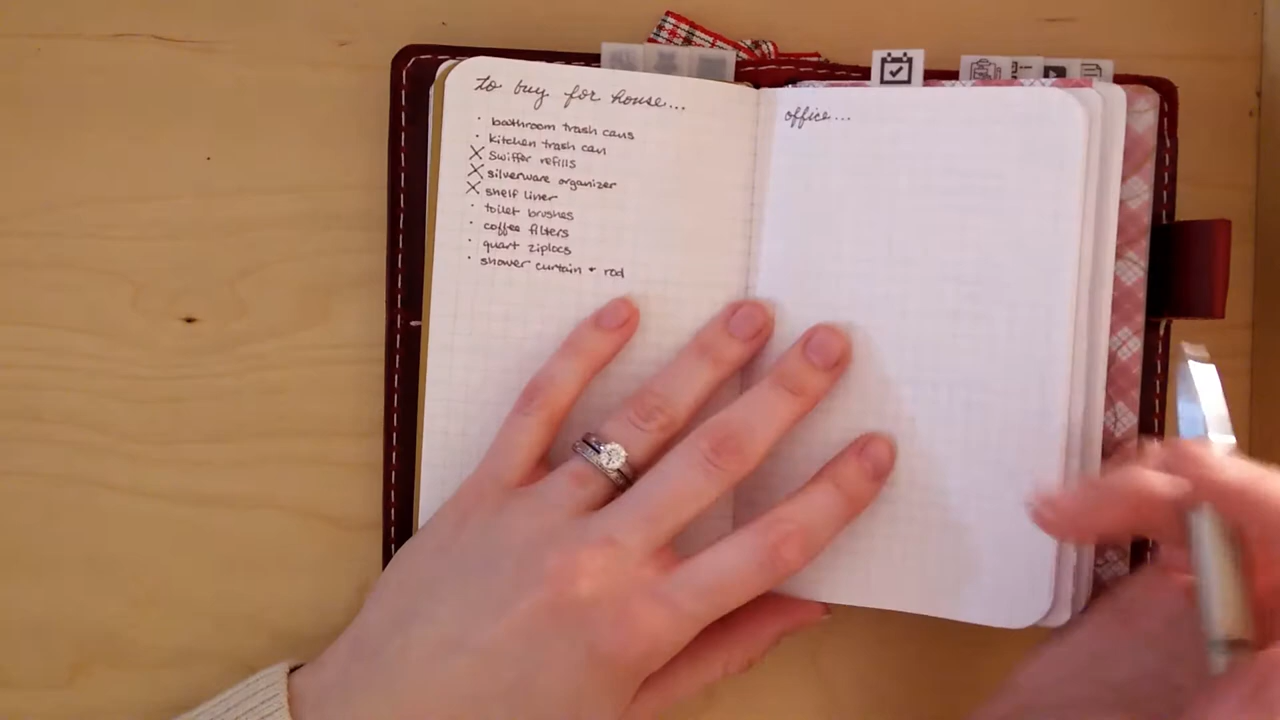 to buy for house...
· bathroom trash cans
· kitchen trash can
X Swiffer refills
X silverware organizer
X shelf liner
· toilet brushes
· coffee filters
· quart ziplocs
· shower curtain + rod
office...